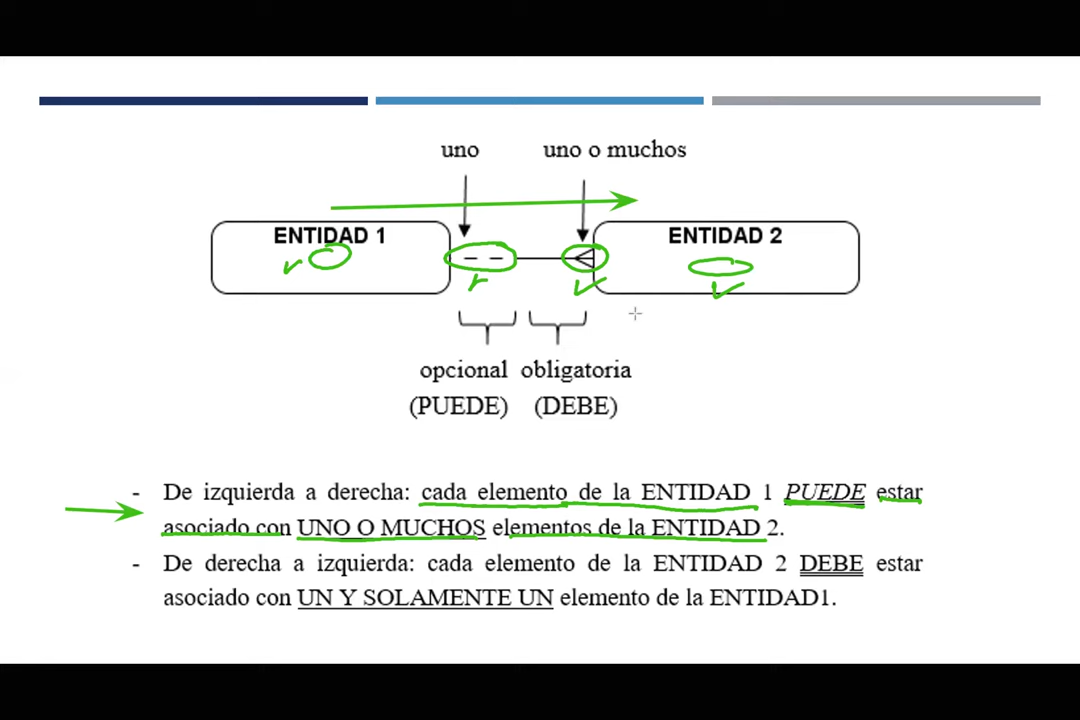 uno uno o muchos
ENTIDAD 1 ENTIDAD 2
opcional obligatoria
(PUEDE) (DEBE)
- De izquierda a derecha: cada elemento de la ENTIDAD 1 PUEDE estar
asociado con UNO O MUCHOS elementos de la ENTIDAD 2.
- De derecha a izquierda: cada elemento de la ENTIDAD 2 DEBE estar
asociado con UN Y SOLAMENTE UN elemento de la ENTIDAD1.